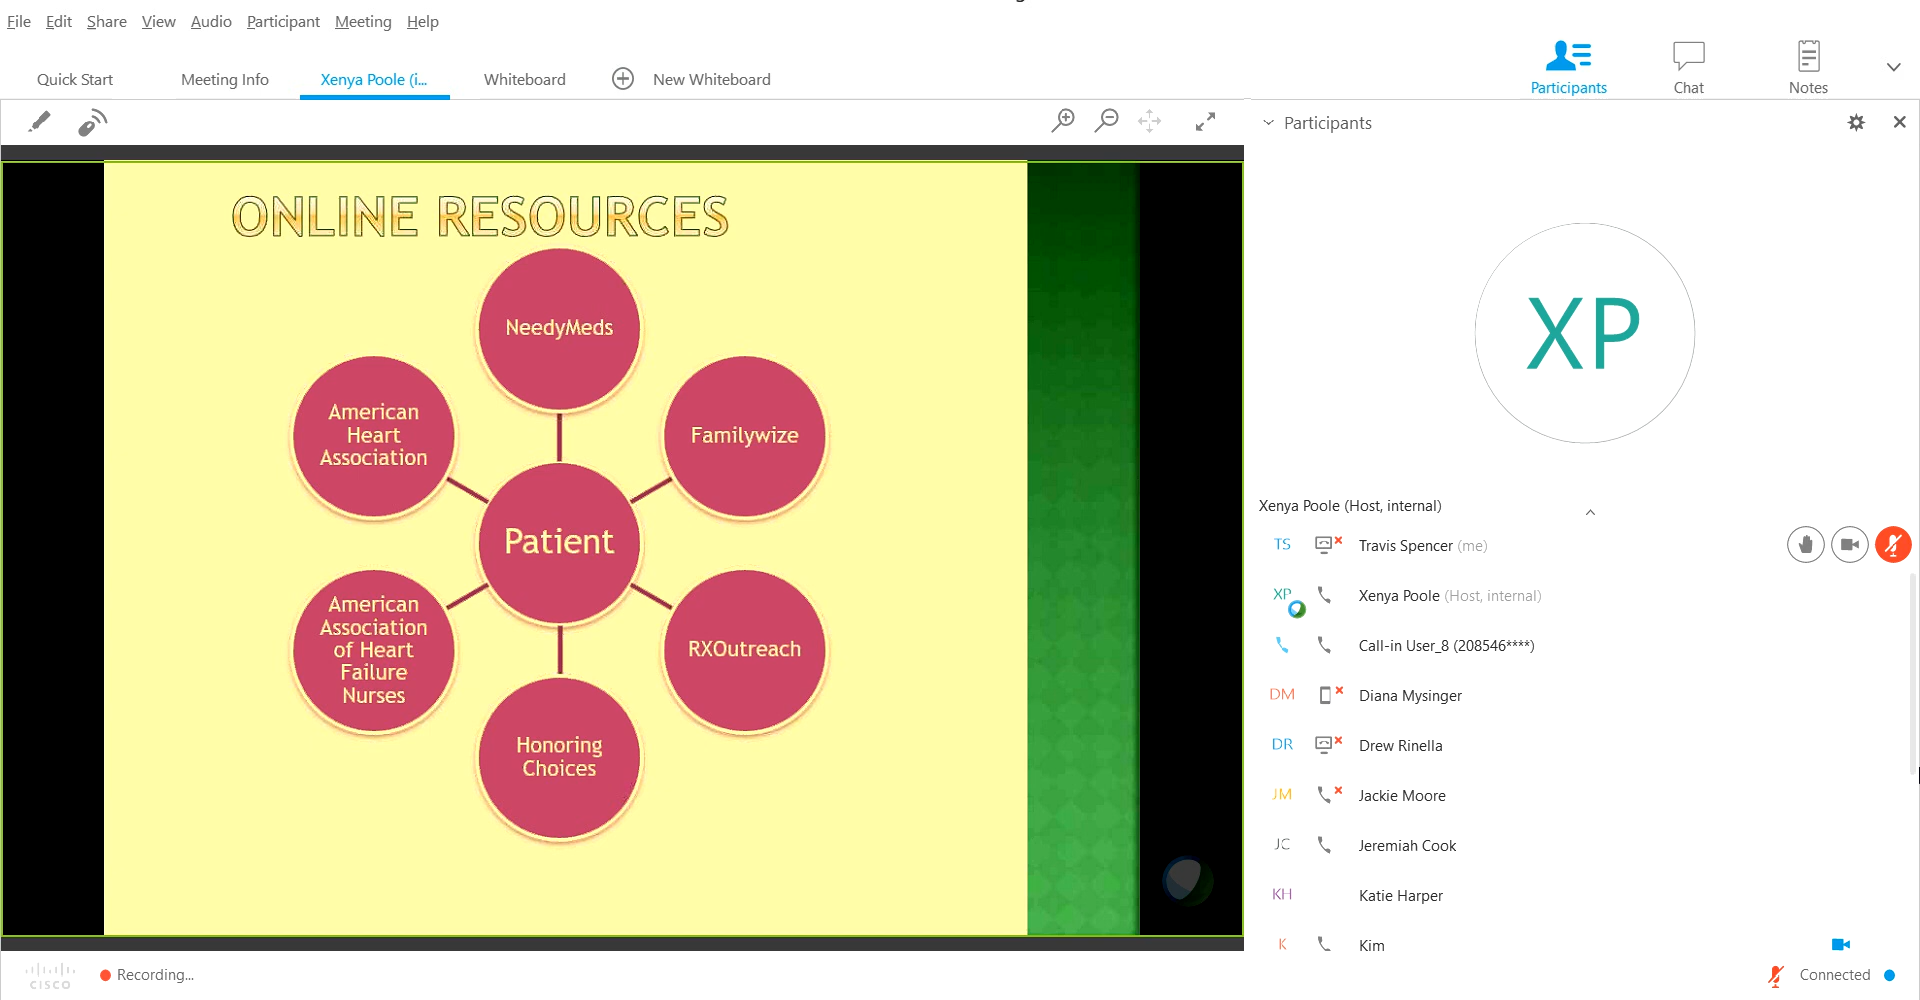 File Edit Share View Audio Participant Meeting Help
Quick Start Meeting Info Xenya Poole (i... Whiteboard New Whiteboard
Participants Chat Notes
Participants
ONLINE RESOURCES
NeedyMeds
American
Heart
Association
Familywize
Patient
American
Association
of Heart
Failure
Nurses
RXOutreach
Honoring
Choices
XP
Xenya Poole (Host, internal)
TS Travis Spencer (me)
XP Xenya Poole (Host, internal)
Call-in User_8 (208546****)
DM Diana Mysinger
DR Drew Rinella
JM Jackie Moore
JC Jeremiah Cook
KH Katie Harper
K Kim
CISCO
Recording...
Connected